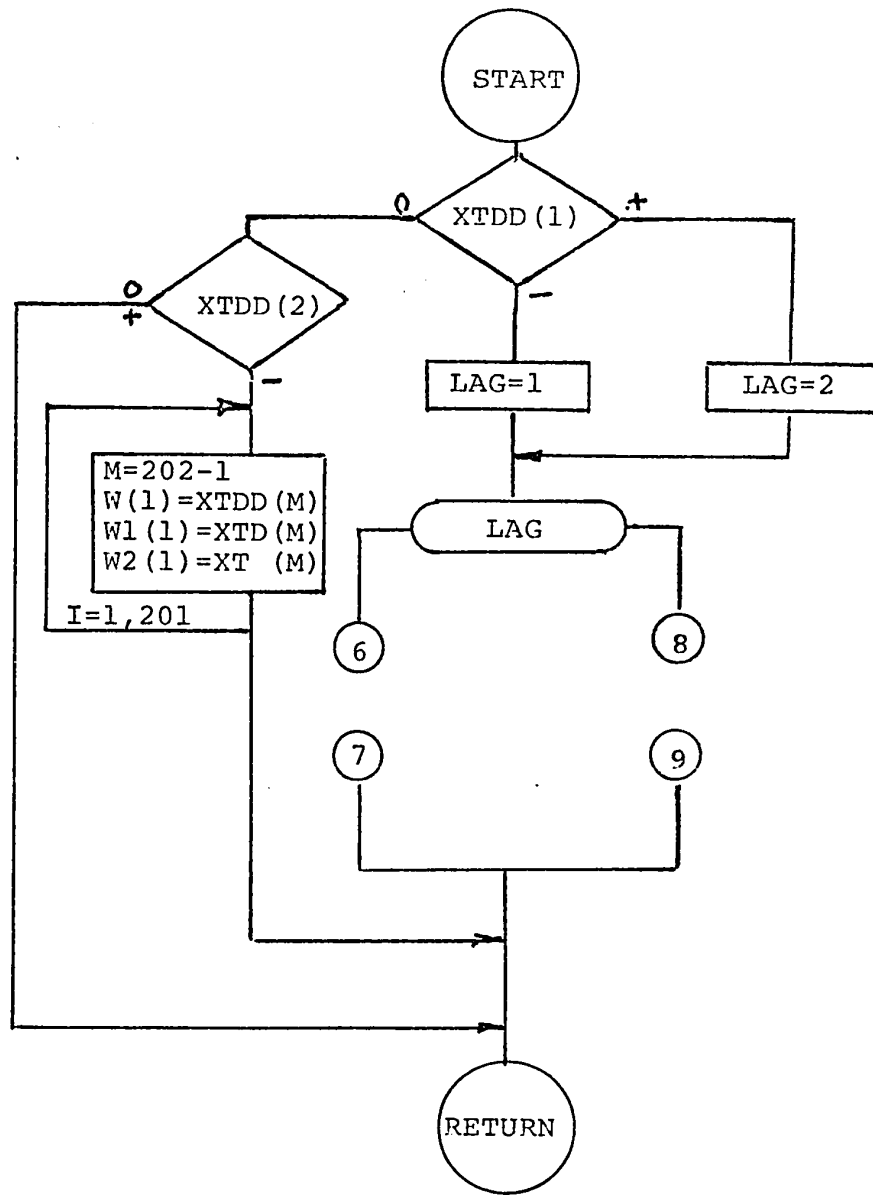 START
0
XTDD(1)
+
0
+
XTDD(2)
-
-
LAG=1
LAG=2
M=202-1
W(1)=XTDD(M)
W1(1)=XTD(M)
W2(1)=XT (M)
I=1,201
LAG
6
8
7
9
RETURN